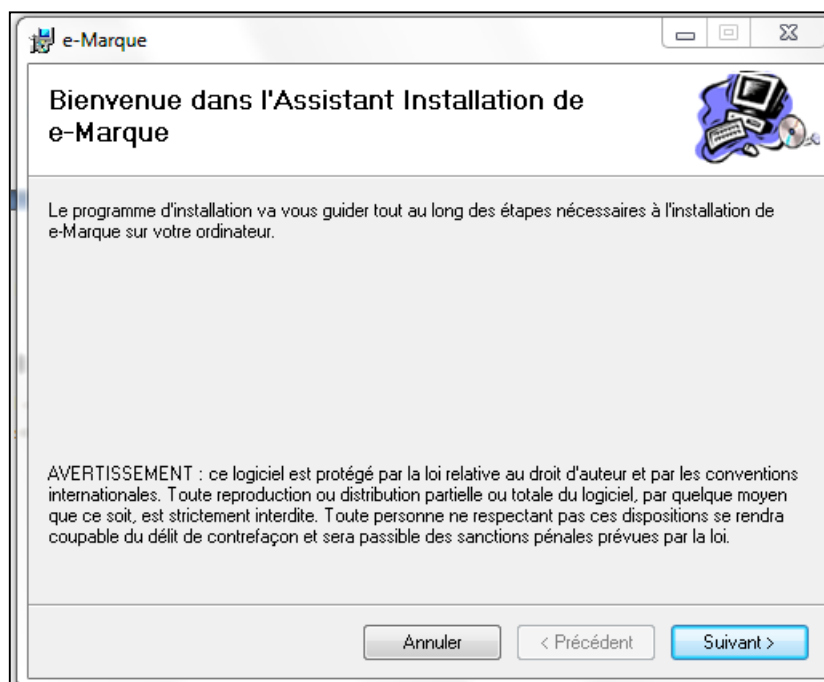 e-Marque
Bienvenue dans l'Assistant Installation de
e-Marque
Le programme d'installation va vous guider tout au long des étapes nécessaires à l'installation de
e-Marque sur votre ordinateur.
AVERTISSEMENT : ce logiciel est protégé par la loi relative au droit d'auteur et par les conventions
internationales. Toute reproduction ou distribution partielle ou totale du logiciel, par quelque moyen
que ce soit, est strictement interdite. Toute personne ne respectant pas ces dispositions se rendra
coupable du délit de contrefaçon et sera passible des sanctions pénales prévues par la loi.
Annuler
< Précédent
Suivant >